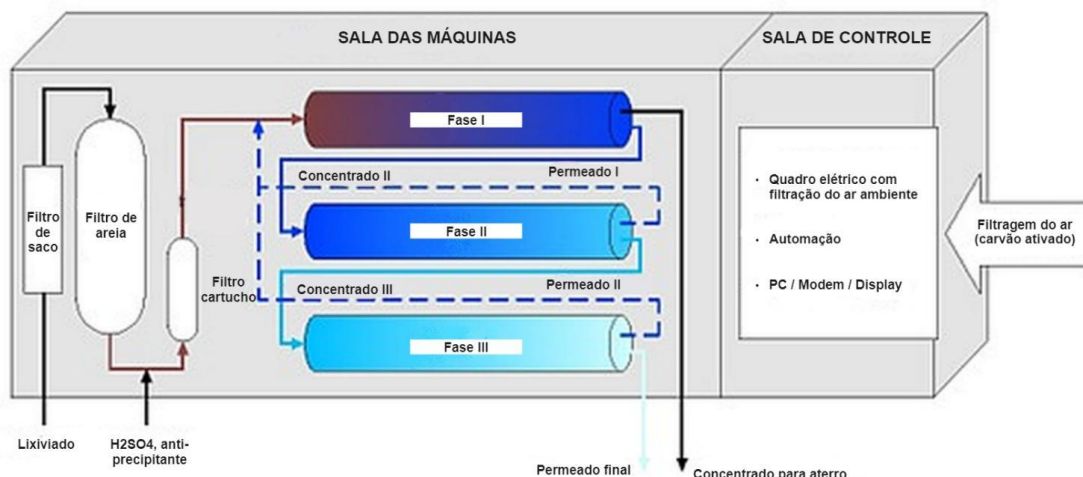 SALA DAS MÁQUINAS
SALA DE CONTROLE
Fase I
Concentrado II
Permeado I
Filtro
de
saco
Filtro de
areia
Fase II
Filtro
cartucho
Concentrado III
Permeado II
Fase III
• Quadro elétrico com
filtração do ar ambiente
• Automação
• PC / Modem / Display
Filtragem do ar
(carvão ativado)
Lixiviado
H2SO4, anti-
precipitante
Permeado final
Concentrado para aterro